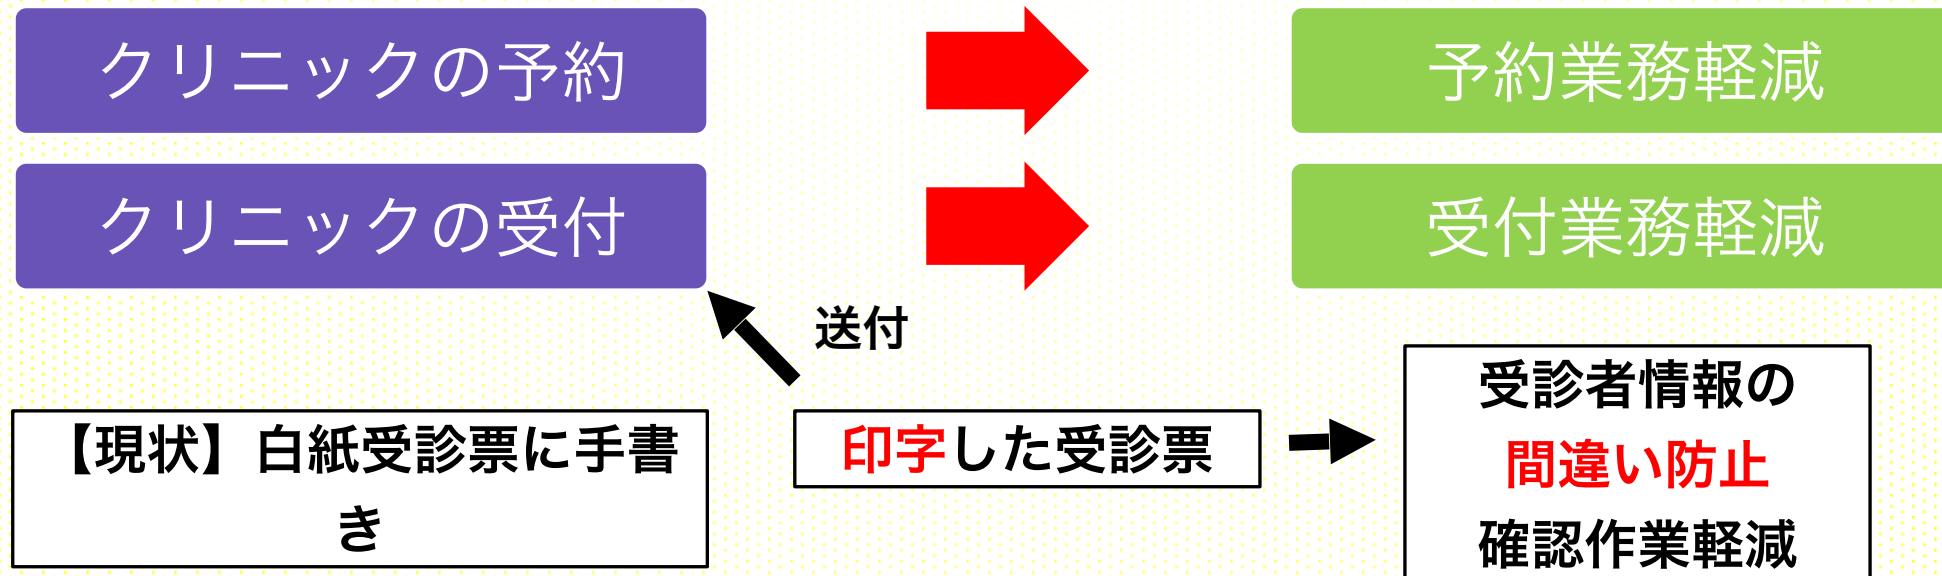 クリニックの予約
予約業務軽減
クリニックの受付
受付業務軽減
送付
【現状】白紙受診票に手書
き
印字した受診票
受診者情報の
間違い防止
確認作業軽減